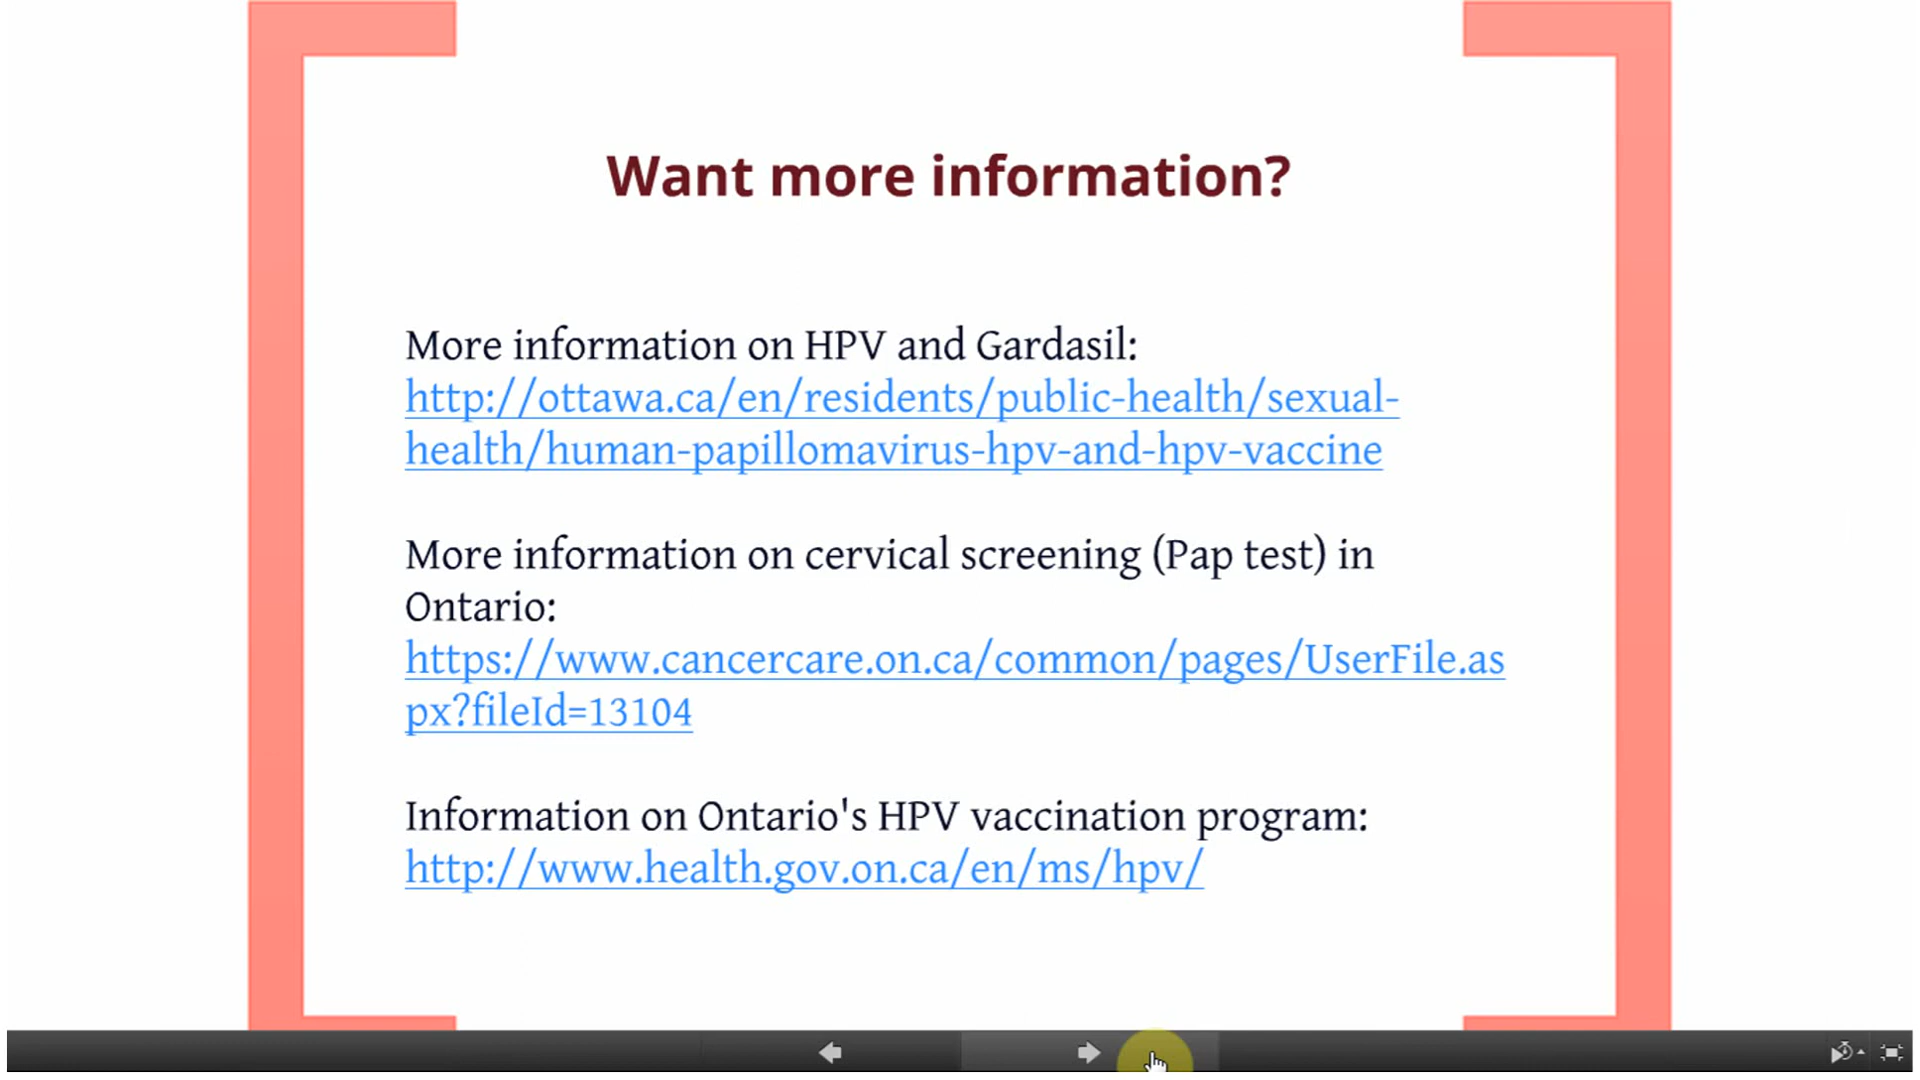 Want more information?
More information on HPV and Gardasil:
http://ottawa.ca/en/residents/public-health/sexual-
health/human-papillomavirus-hpv-and-hpv-vaccine
More information on cervical screening (Pap test) in
Ontario:
https://www.cancercare.on.ca/common/pages/UserFile.as
px?fileId=13104
Information on Ontario's HPV vaccination program:
http://www.health.gov.on.ca/en/ms/hpv/